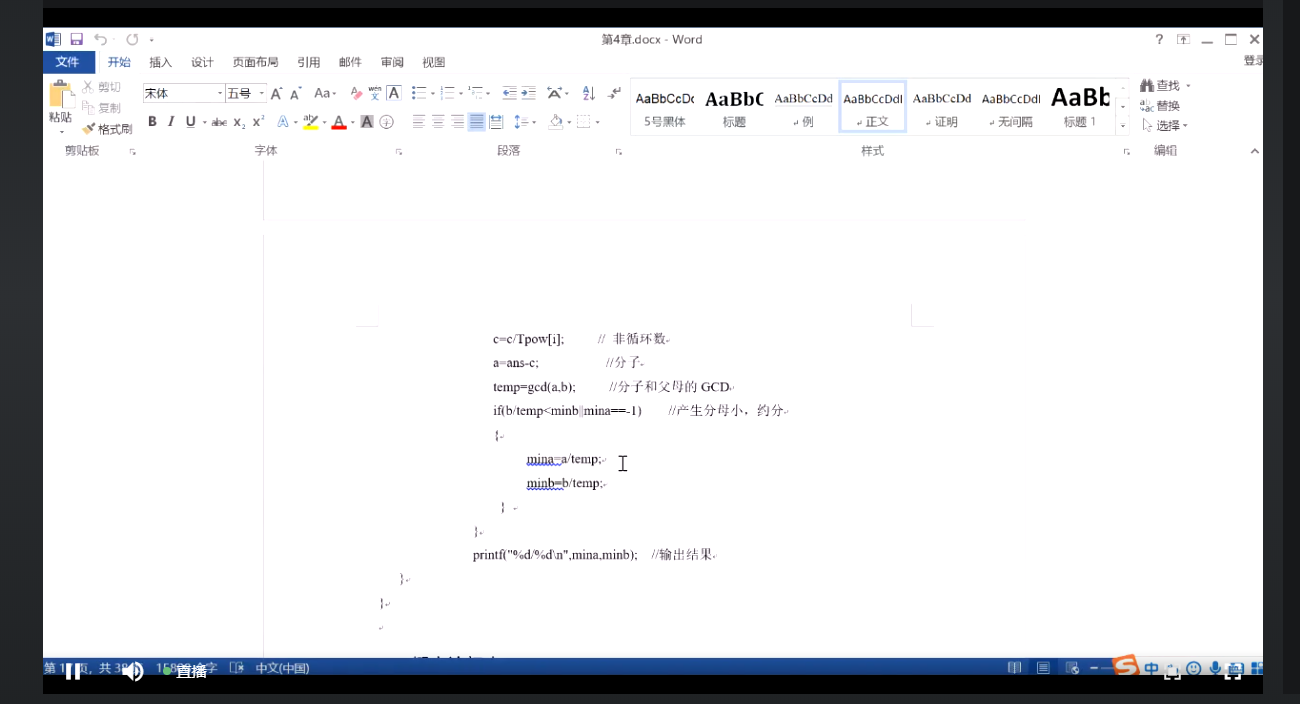 第4章.docx - Word
文件 开始 插入 设计 页面布局 引用 邮件 审阅 视图
登录
剪切
复制
格式刷
粘贴
宋体 五号
AaBbCcDc AaBbC AaBbCcDd AaBbCcDdI AaBbCcDd AaBbCcDdI AaBb
5号黑体 标题 例 正文 证明 无间隔 标题 1
查找
替换
选择
剪贴板 字体 段落 样式 编辑
c=c/Tpow[i]; // 非循环数
a=ans-c; //分子
temp=gcd(a,b); //分子和父母的 GCD
if(b/temp<minb||mina==-1) //产生分母小，约分
{
mina=a/temp;
minb=b/temp;
}
}
printf("%d/%d\n",mina,minb); //输出结果
}
}
直播
中文(中国)
中